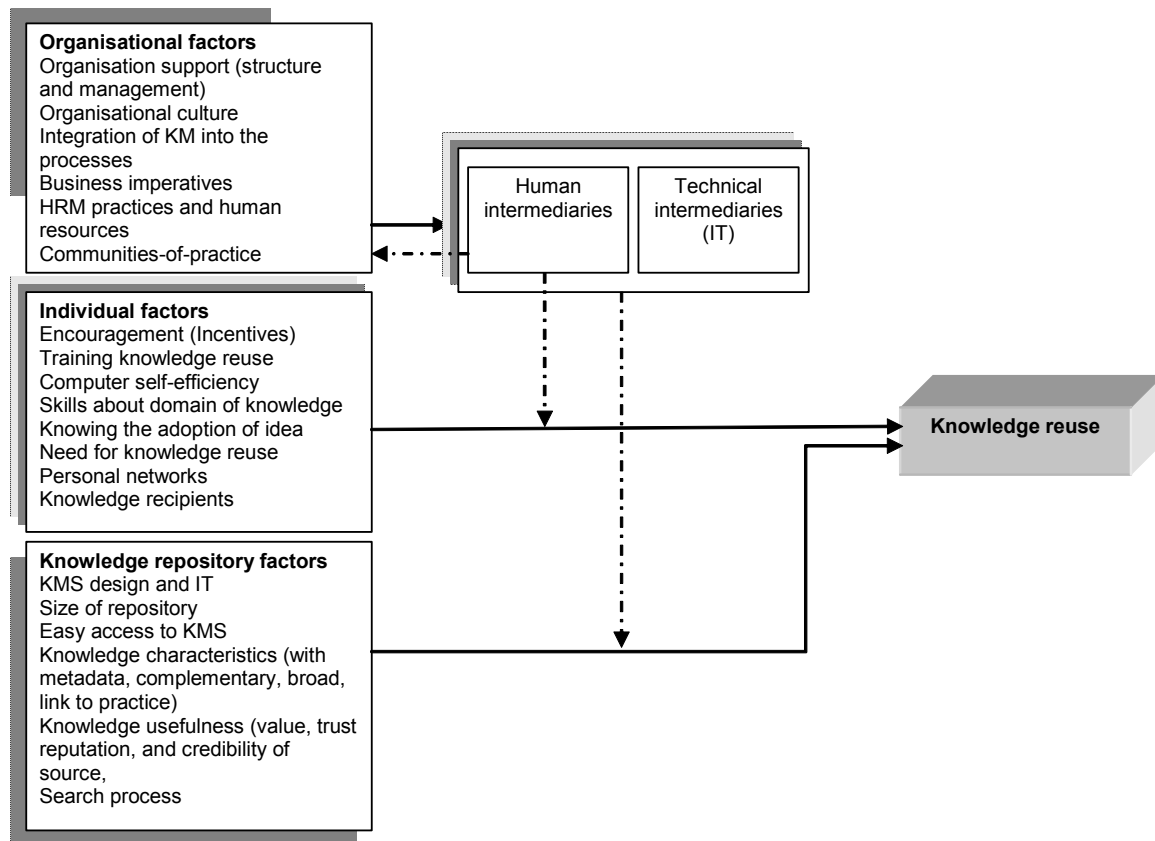 Organisational factors
Organisation support (structure
and management)
Organisational culture
Integration of KM into the
processes
Business imperatives
HRM practices and human
resources
Communities-of-practice
Human
intermediaries
Technical
intermediaries
(IT)
Individual factors
Encouragement (Incentives)
Training knowledge reuse
Computer self-efficiency
Skills about domain of knowledge
Knowing the adoption of idea
Need for knowledge reuse
Personal networks
Knowledge recipients
Knowledge reuse
Knowledge repository factors
KMS design and IT
Size of repository
Easy access to KMS
Knowledge characteristics (with
metadata, complementary, broad,
link to practice)
Knowledge usefulness (value, trust
reputation, and credibility of
source,
Search process